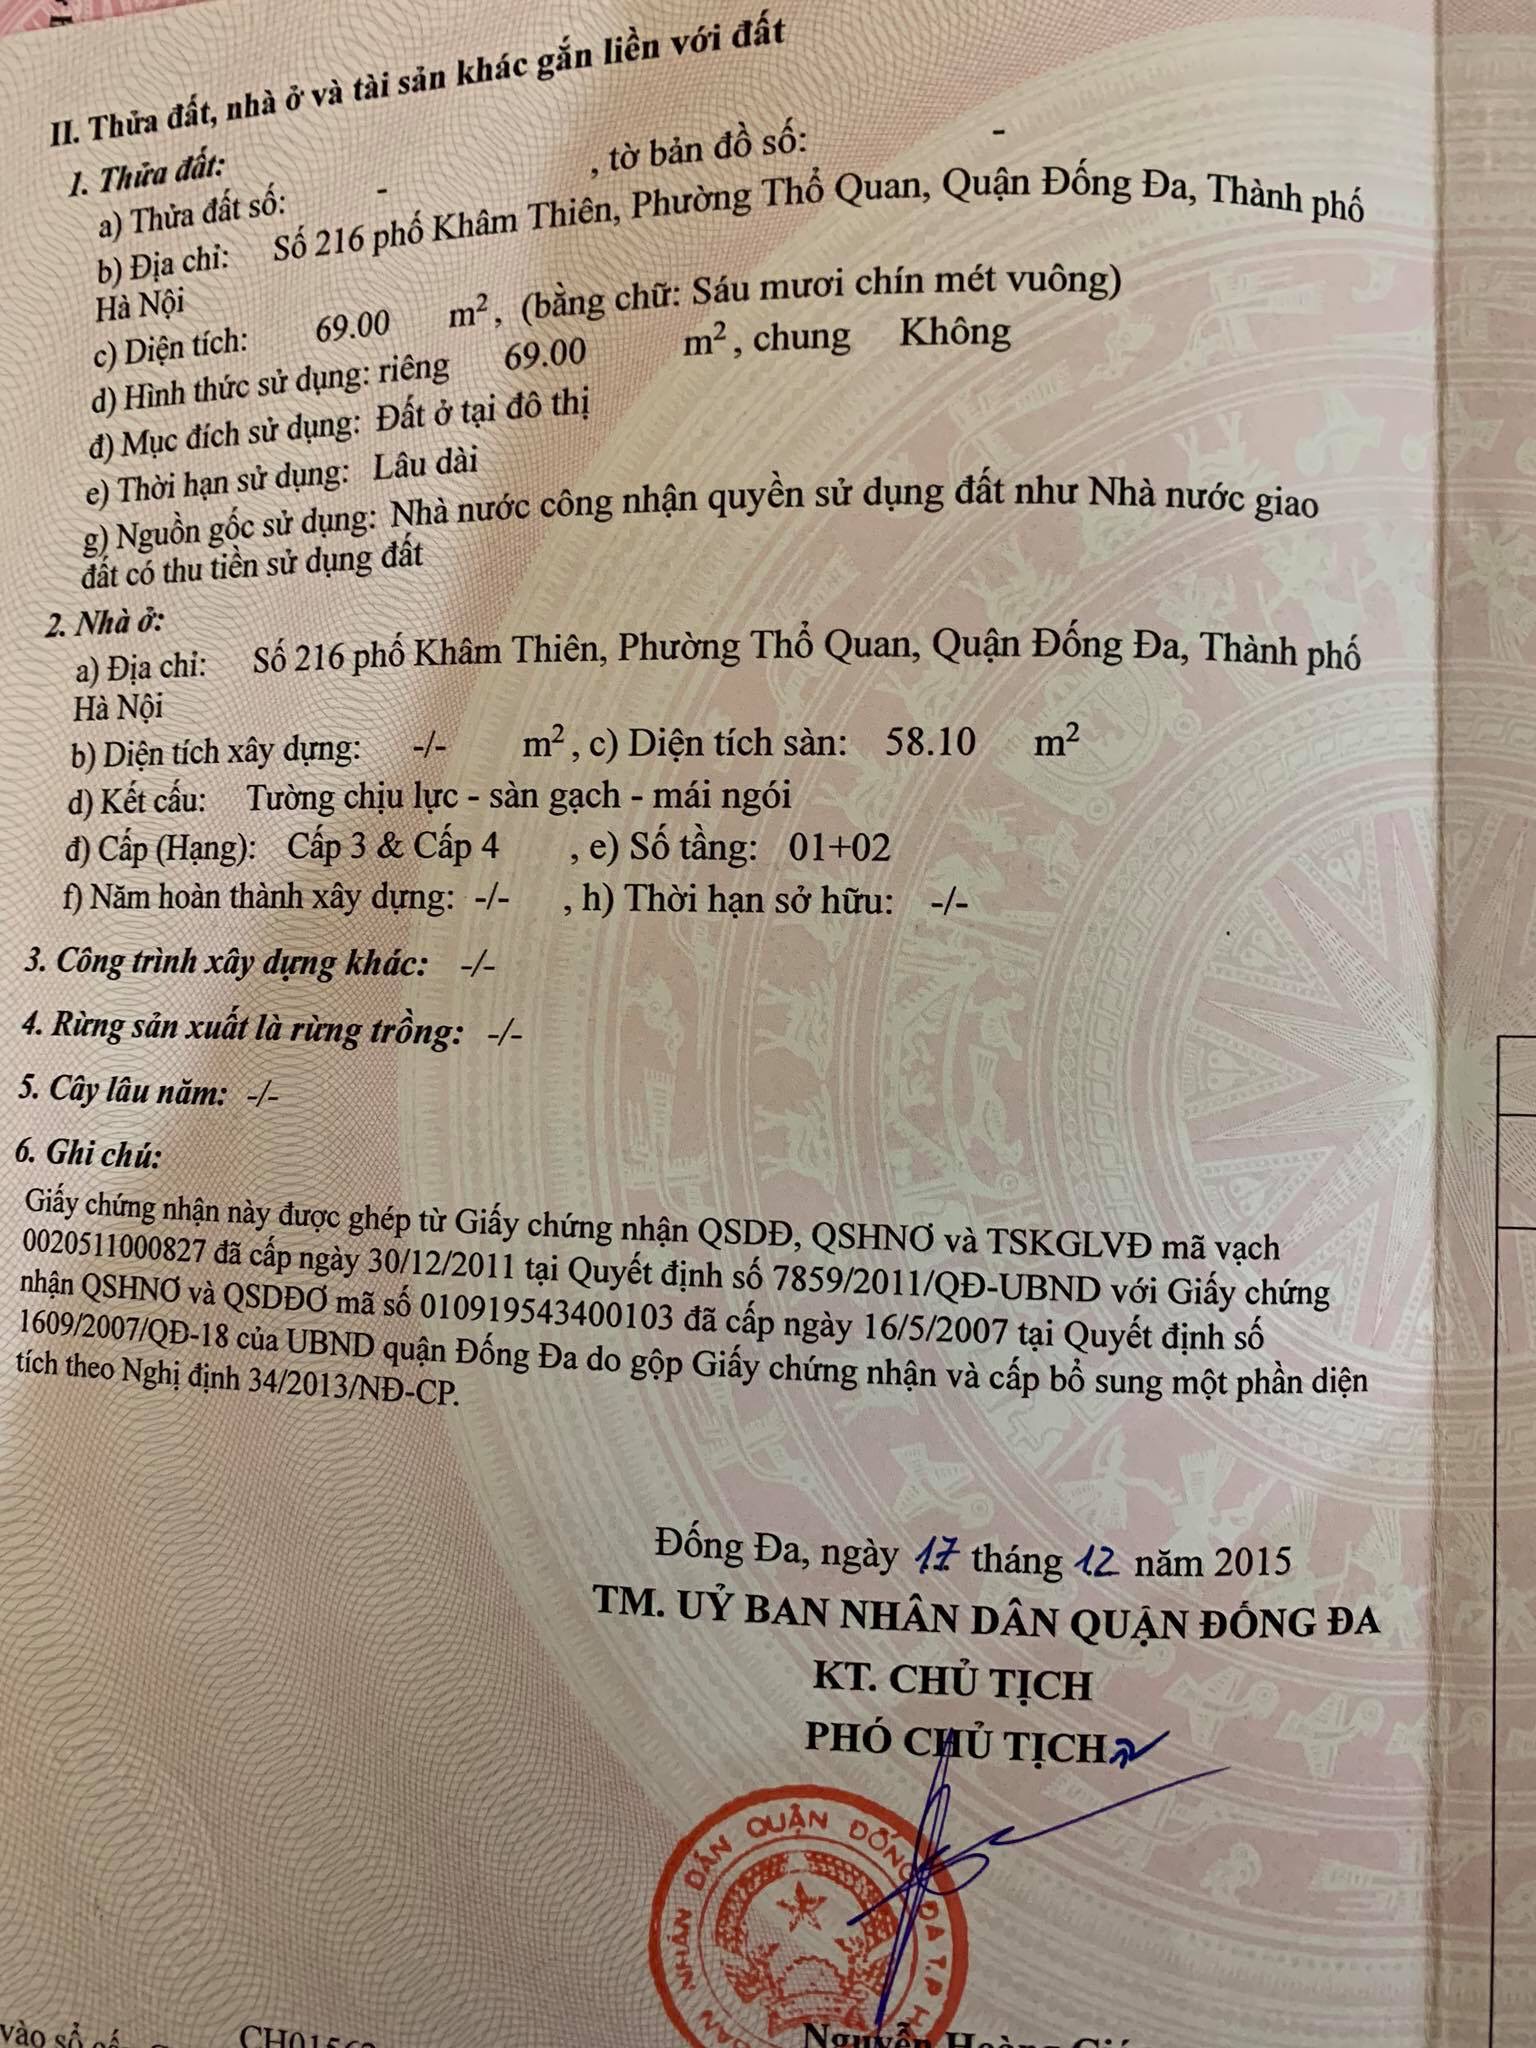 II. Thửa đất, nhà ở và tài sản khác gắn liền với đất
1. Thửa đất:
a) Thửa đất số: - , tờ bản đồ số: -
b) Địa chỉ: Số 216 phố Khâm Thiên, Phường Thổ Quan, Quận Đống Đa, Thành phố
Hà Nội
c) Diện tích: 69.00 m², (bằng chữ: Sáu mươi chín mét vuông)
d) Hình thức sử dụng: riêng 69.00 m², chung Không
đ) Mục đích sử dụng: Đất ở tại đô thị
e) Thời hạn sử dụng: Lâu dài
g) Nguồn gốc sử dụng: Nhà nước công nhận quyền sử dụng đất như Nhà nước giao
đất có thu tiền sử dụng đất
2. Nhà ở:
a) Địa chỉ: Số 216 phố Khâm Thiên, Phường Thổ Quan, Quận Đống Đa, Thành phố
Hà Nội
b) Diện tích xây dựng: -/- m², c) Diện tích sàn: 58.10 m²
d) Kết cấu: Tường chịu lực - sàn gạch - mái ngói
đ) Cấp (Hạng): Cấp 3 & Cấp 4 , e) Số tầng: 01+02
f) Năm hoàn thành xây dựng: -/- , h) Thời hạn sở hữu: -/-
3. Công trình xây dựng khác: -/-
4. Rừng sản xuất là rừng trồng: -/-
5. Cây lâu năm: -/-
6. Ghi chú:
Giấy chứng nhận này được ghép từ Giấy chứng nhận QSDĐ, QSHNƠ và TSKGLVĐ mã vạch
0020511000827 đã cấp ngày 30/12/2011 tại Quyết định số 7859/2011/QĐ-UBND với Giấy chứng
nhận QSHNƠ và QSDĐƠ mã số 010919543400103 đã cấp ngày 16/5/2007 tại Quyết định số
1609/2007/QĐ-18 của UBND quận Đống Đa do gộp Giấy chứng nhận và cấp bổ sung một phần diện
tích theo Nghị định 34/2013/NĐ-CP.
Đống Đa, ngày 17 tháng 12 năm 2015
TM. UỶ BAN NHÂN DÂN QUẬN ĐỐNG ĐA
KT. CHỦ TỊCH
PHÓ CHỦ TỊCH
NHÂN DÂN QUẬN ĐỐNG ĐA T.P
vào sổ
Nguyễn Hoàng